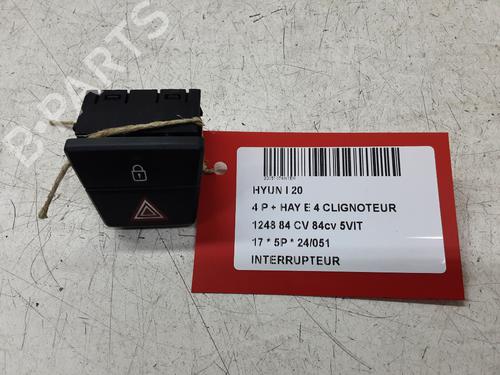 B-PARTS
HYUN I 20
4 P + HAY E 4 CLIGNOTEUR
1248 84 CV 84cv 5VIT
17 * 5P * 24/051
INTERRUPTEUR